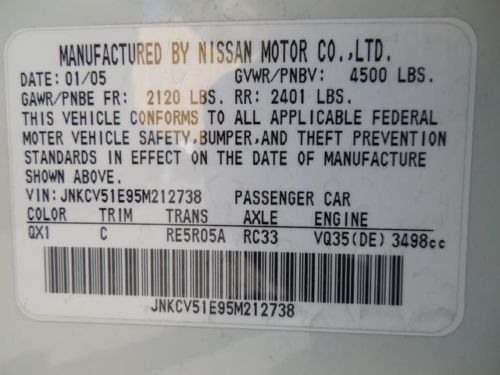 MANUFACTURED BY NISSAN MOTOR CO.,LTD.
DATE: 01/05 GVWR/PNBV: 4500 LBS.
GAWR/PNBE FR: 2120 LBS. RR: 2401 LBS.
THIS VEHICLE CONFORMS TO ALL APPLICABLE FEDERAL
MOTOR VEHICLE SAFETY,BUMPER,AND THEFT PREVENTION
STANDARDS IN EFFECT ON THE DATE OF MANUFACTURE
SHOWN ABOVE.
VIN: JNKCV51E95M212738 PASSENGER CAR
COLOR TRIM TRANS AXLE ENGINE
QX1 C RE5R05A RC33 VQ35(DE) 3498cc
JNKCV51E95M212738